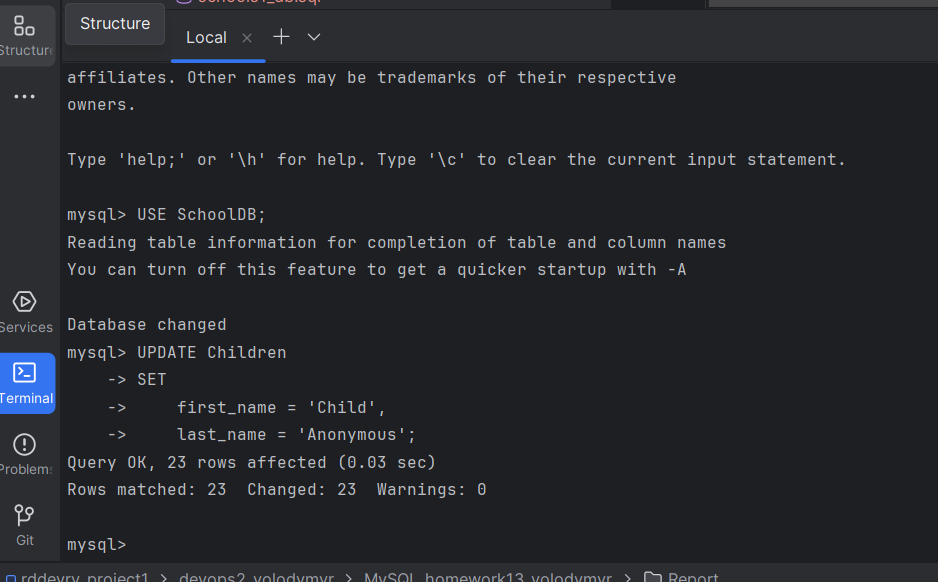 Structure
Structure
Local
affiliates. Other names may be trademarks of their respective
owners.
Type 'help;' or '\h' for help. Type '\c' to clear the current input statement.
mysql> USE SchoolDB;
Reading table information for completion of table and column names
You can turn off this feature to get a quicker startup with -A
Database changed
mysql> UPDATE Children
-> SET
->     first_name = 'Child',
->     last_name = 'Anonymous';
Query OK, 23 rows affected (0.03 sec)
Rows matched: 23  Changed: 23  Warnings: 0
mysql>
Services
Terminal
Problems
Git
rddevry_project1 > devops2_volodymyr > MySQL_homework13_volodymyr > Report